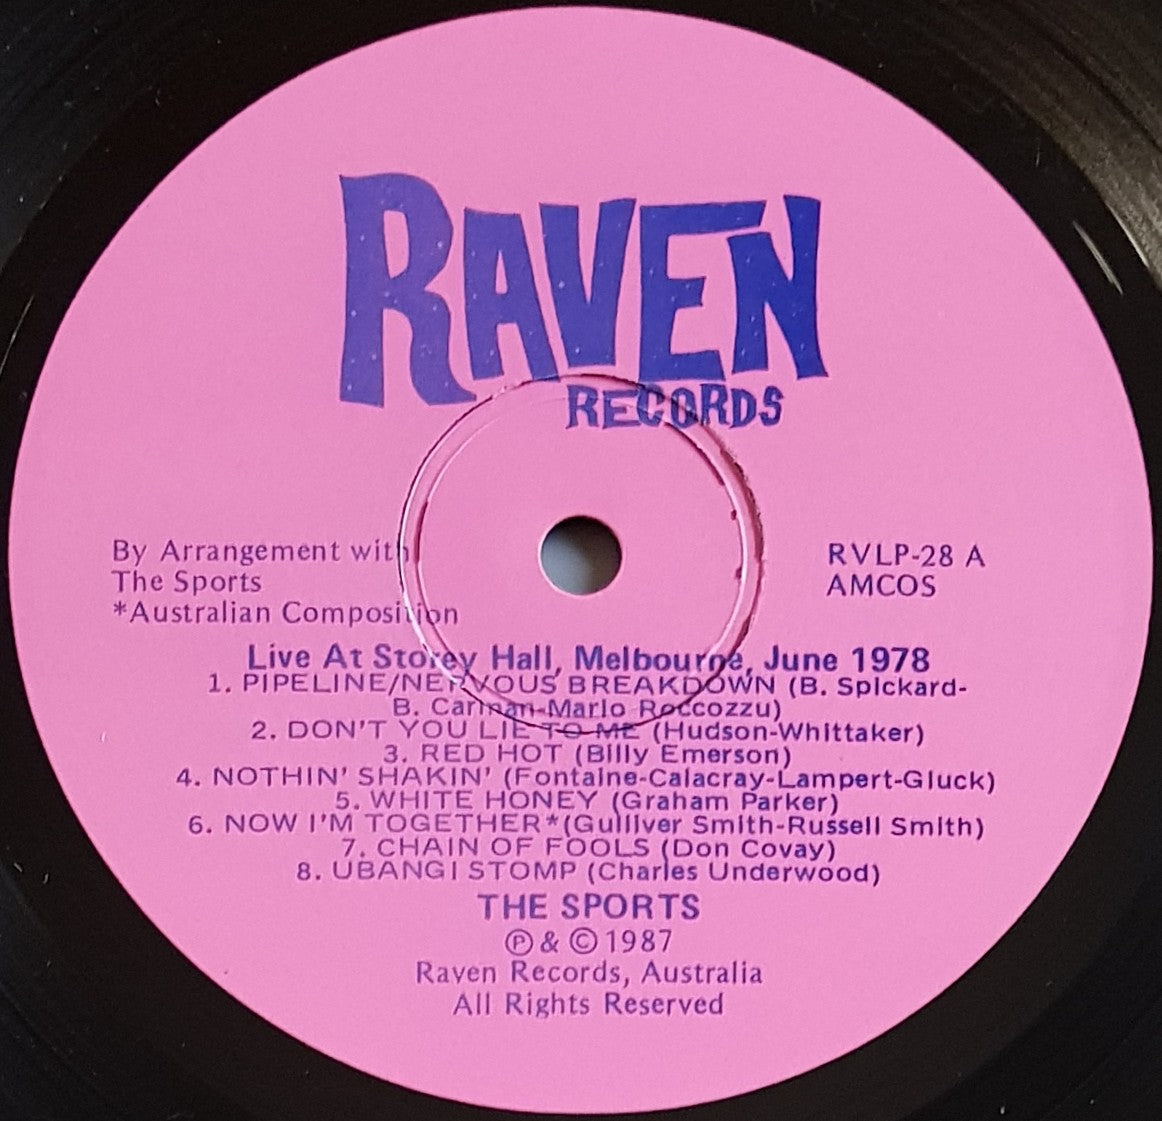 RAVEN
RECORDS
By Arrangement with
The Sports
*Australian Composition
RVLP-28 A
AMCOS
Live At Storey Hall, Melbourne, June 1978
1. PIPELINE/NERVOUS BREAKDOWN (B. Spickard-
B. Carman-Mario Roccozzu)
2. DON'T YOU LIE TO ME (Hudson-Whittaker)
3. RED HOT (Billy Emerson)
4. NOTHIN' SHAKIN' (Fontaine-Calacray-Lampert-Gluck)
5. WHITE HONEY (Graham Parker)
6. NOW I'M TOGETHER*(Gulliver Smith-Russell Smith)
7. CHAIN OF FOOLS (Don Covay)
8. UBANGI STOMP (Charles Underwood)
THE SPORTS
Ⓟ & © 1987
Raven Records, Australia
All Rights Reserved